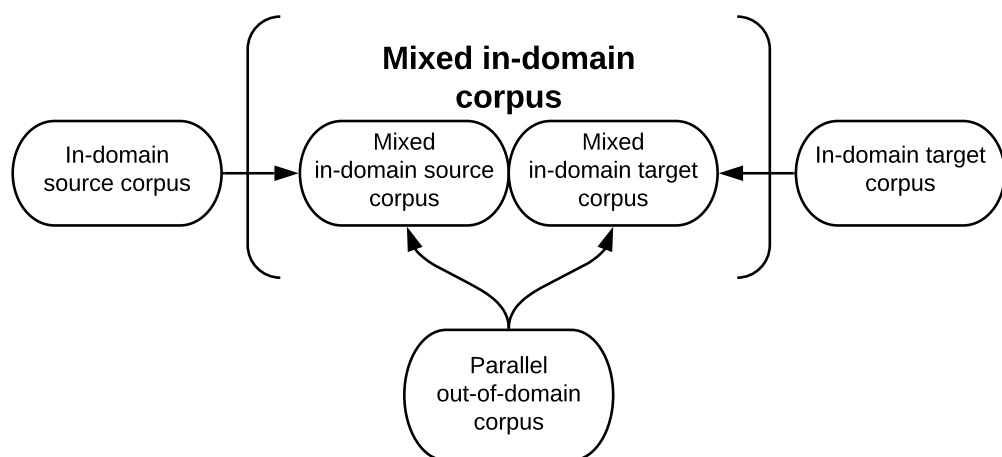 Mixed in-domain
corpus
In-domain
source corpus
Mixed
in-domain source
corpus
Mixed
in-domain target
corpus
In-domain target
corpus
Parallel
out-of-domain
corpus